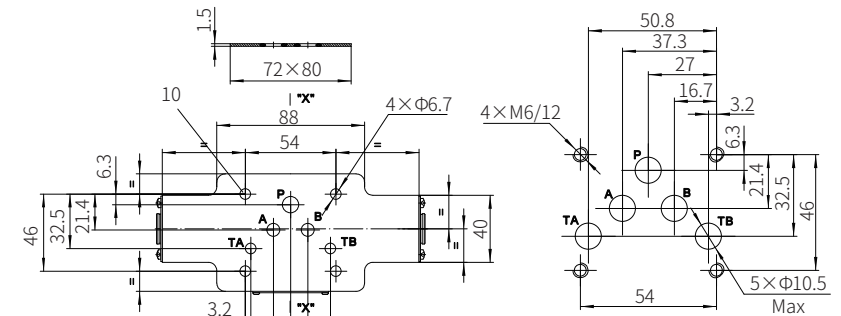 1.5
72×80
"X"
10
88
4×Φ6.7
=
54
=
6.3
=
P
A
B
=
46
32.5
21.4
40
TA
TB
=
=
3.2
"X"
50.8
37.3
27
16.7
3.2
4×M6/12
6.3
P
21.4
32.5
46
A
B
TA
TB
5×Φ10.5
Max
54